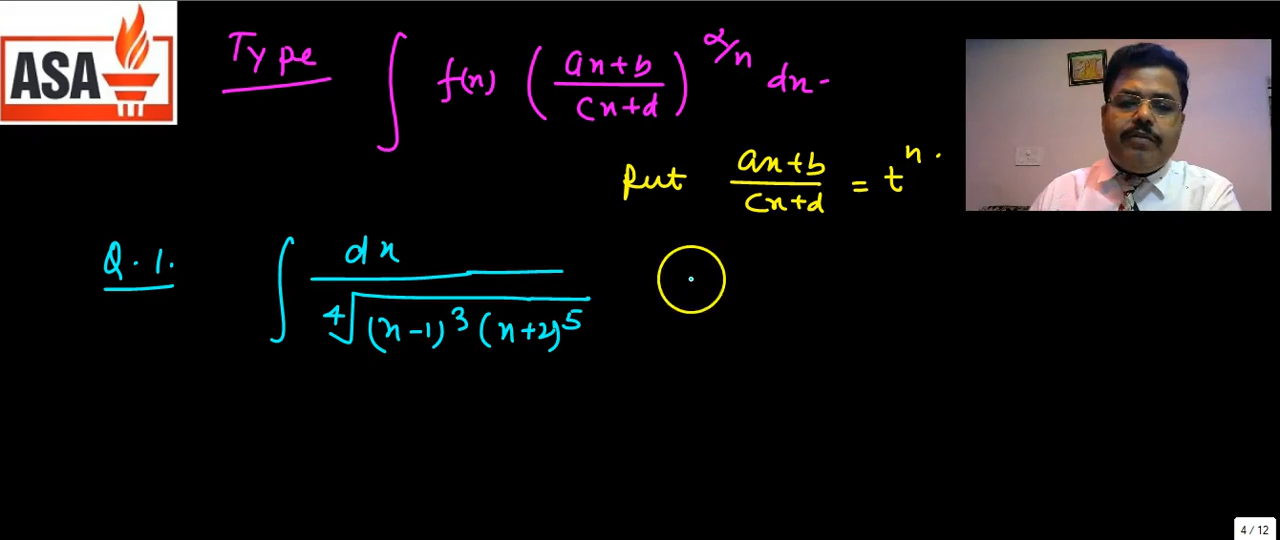 ASA
Type ∫ f(x) (ax+b / cx+d)^α/n dx.
Put ax+b / cx+d = t^n.
Q.1. ∫ dx / ⁴√(x-1)³(x+2)⁵
4 / 12